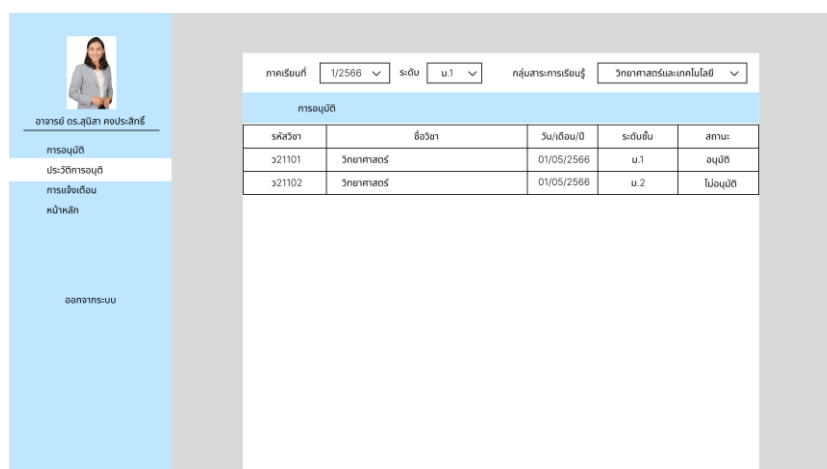 อาจารย์ ดร.สุนิสา คงประสิทธิ์
การอนุมัติ
ประวัติการอนุติ
การแจ้งเตือน
หน้าหลัก
ออกจากระบบ
ภาคเรียนที่ 1/2566 ระดับ ม.1 กลุ่มสาระการเรียนรู้ วิทยาศาสตร์และเทคโนโลยี
การอนุมัติ
รหัสวิชา ชื่อวิชา วัน/เดือน/ปี ระดับชั้น สถานะ
ว21101 วิทยาศาสตร์ 01/05/2566 ม.1 อนุมัติ
ว21102 วิทยาศาสตร์ 01/05/2566 ม.2 ไม่อนุมัติ